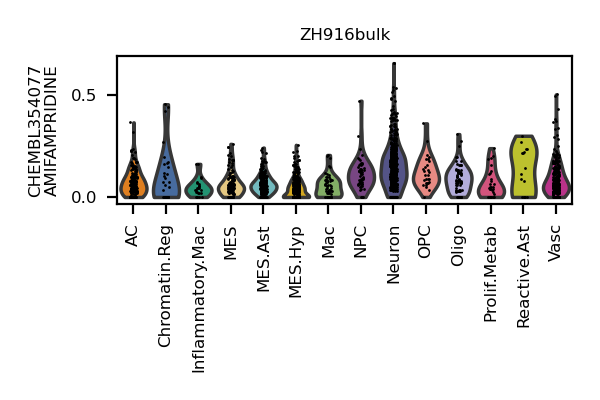 ZH916bulk
CHEMBL354077
AMIFAMPRIDINE
0.5
0.0
AC
Chromatin.Reg
Inflammatory.Mac
MES
MES.Ast
MES.Hyp
Mac
NPC
Neuron
OPC
Oligo
Prolif.Metab
Reactive.Ast
Vasc